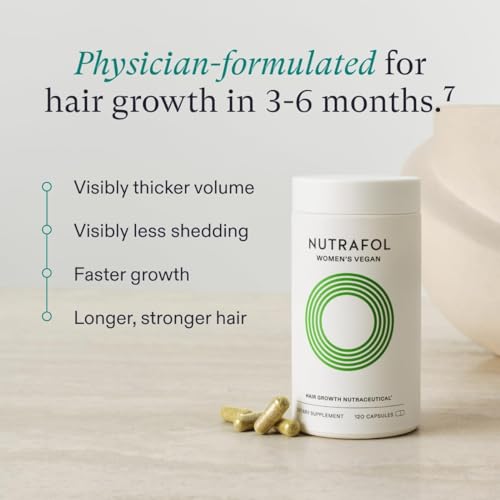 Physician-formulated for
hair growth in 3-6 months.⁷
Visibly thicker volume
Visibly less shedding
Faster growth
Longer, stronger hair
NUTRAFOL
WOMEN'S VEGAN
HAIR GROWTH NUTRACEUTICAL*
SUPPLEMENT 120 CAPSULES